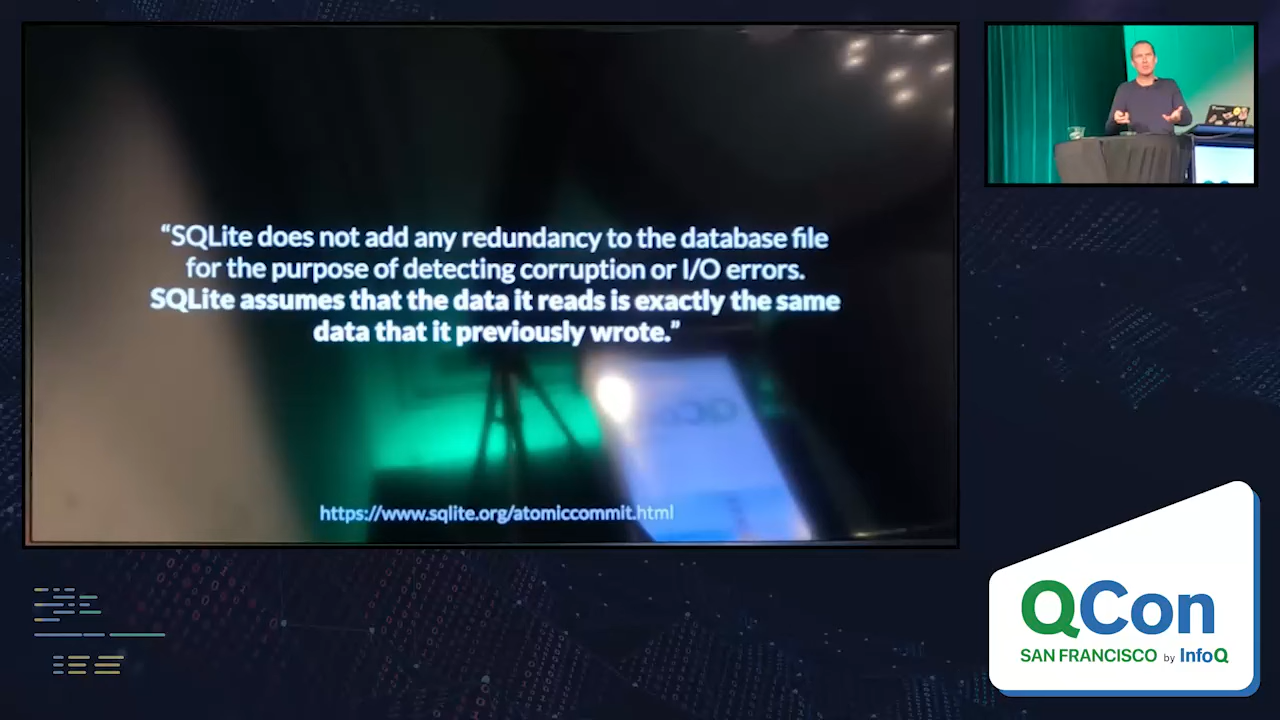 “SQLite does not add any redundancy to the database file
for the purpose of detecting corruption or I/O errors.
SQLite assumes that the data it reads is exactly the same
data that it previously wrote.”
https://www.sqlite.org/atomiccommit.html
QCon
SAN FRANCISCO by InfoQ